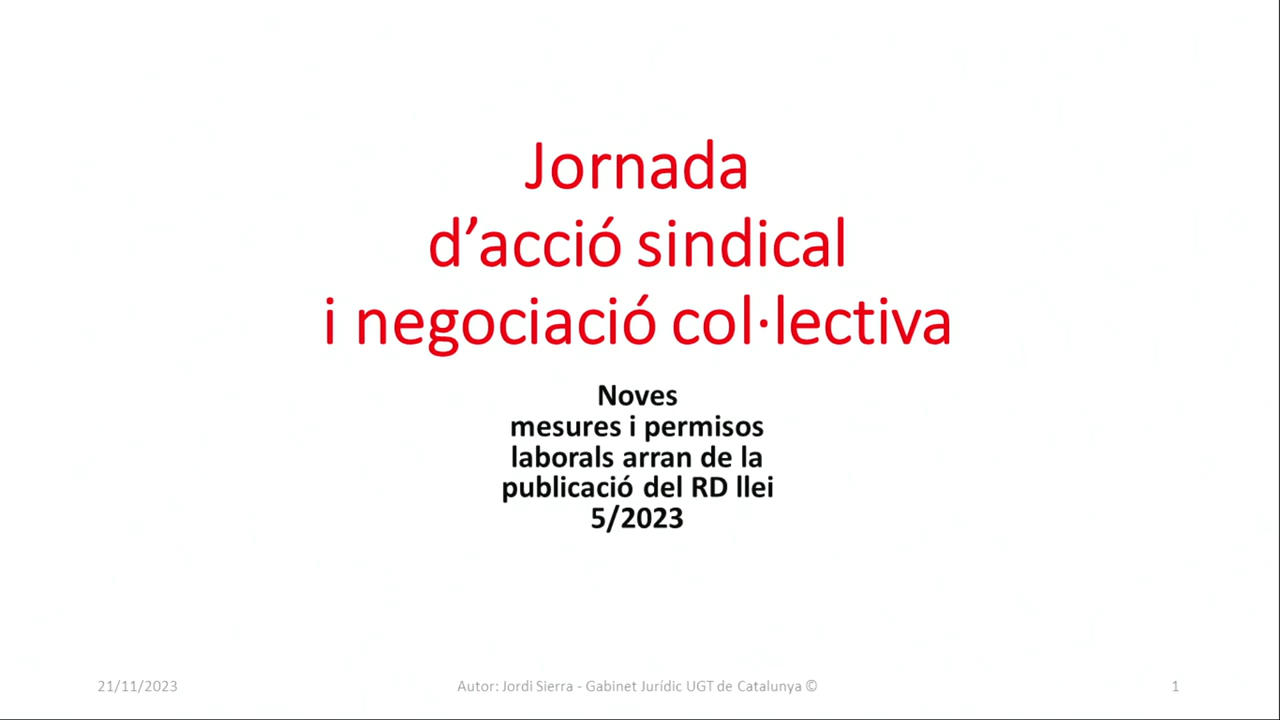 Jornada
d’acció sindical
i negociació col·lectiva
Noves
mesures i permisos
laborals arran de la
publicació del RD llei
5/2023
21/11/2023
Autor: Jordi Sierra - Gabinet Jurídic UGT de Catalunya ©
1